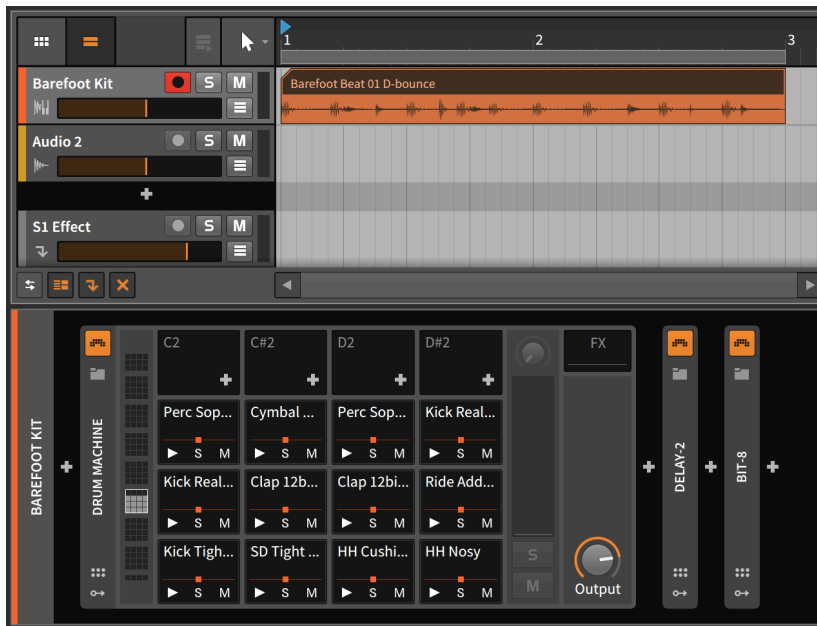 1 2 3
Barefoot Kit S M
Barefoot Beat 01 D-bounce
Audio 2 S M
S1 Effect S M
BAREFOOT KIT
DRUM MACHINE
C2 C#2 D2 D#2
Perc Sop... Cymbal ... Perc Sop... Kick Real...
S M S M S M S M
Kick Real... Clap 12b... Clap 12bi... Ride Add...
S M S M S M S M
Kick Tigh... SD Tight ... HH Cushi... HH Nosy
S M S M S M S M
S
M
FX
Output
DELAY-2
BIT-8